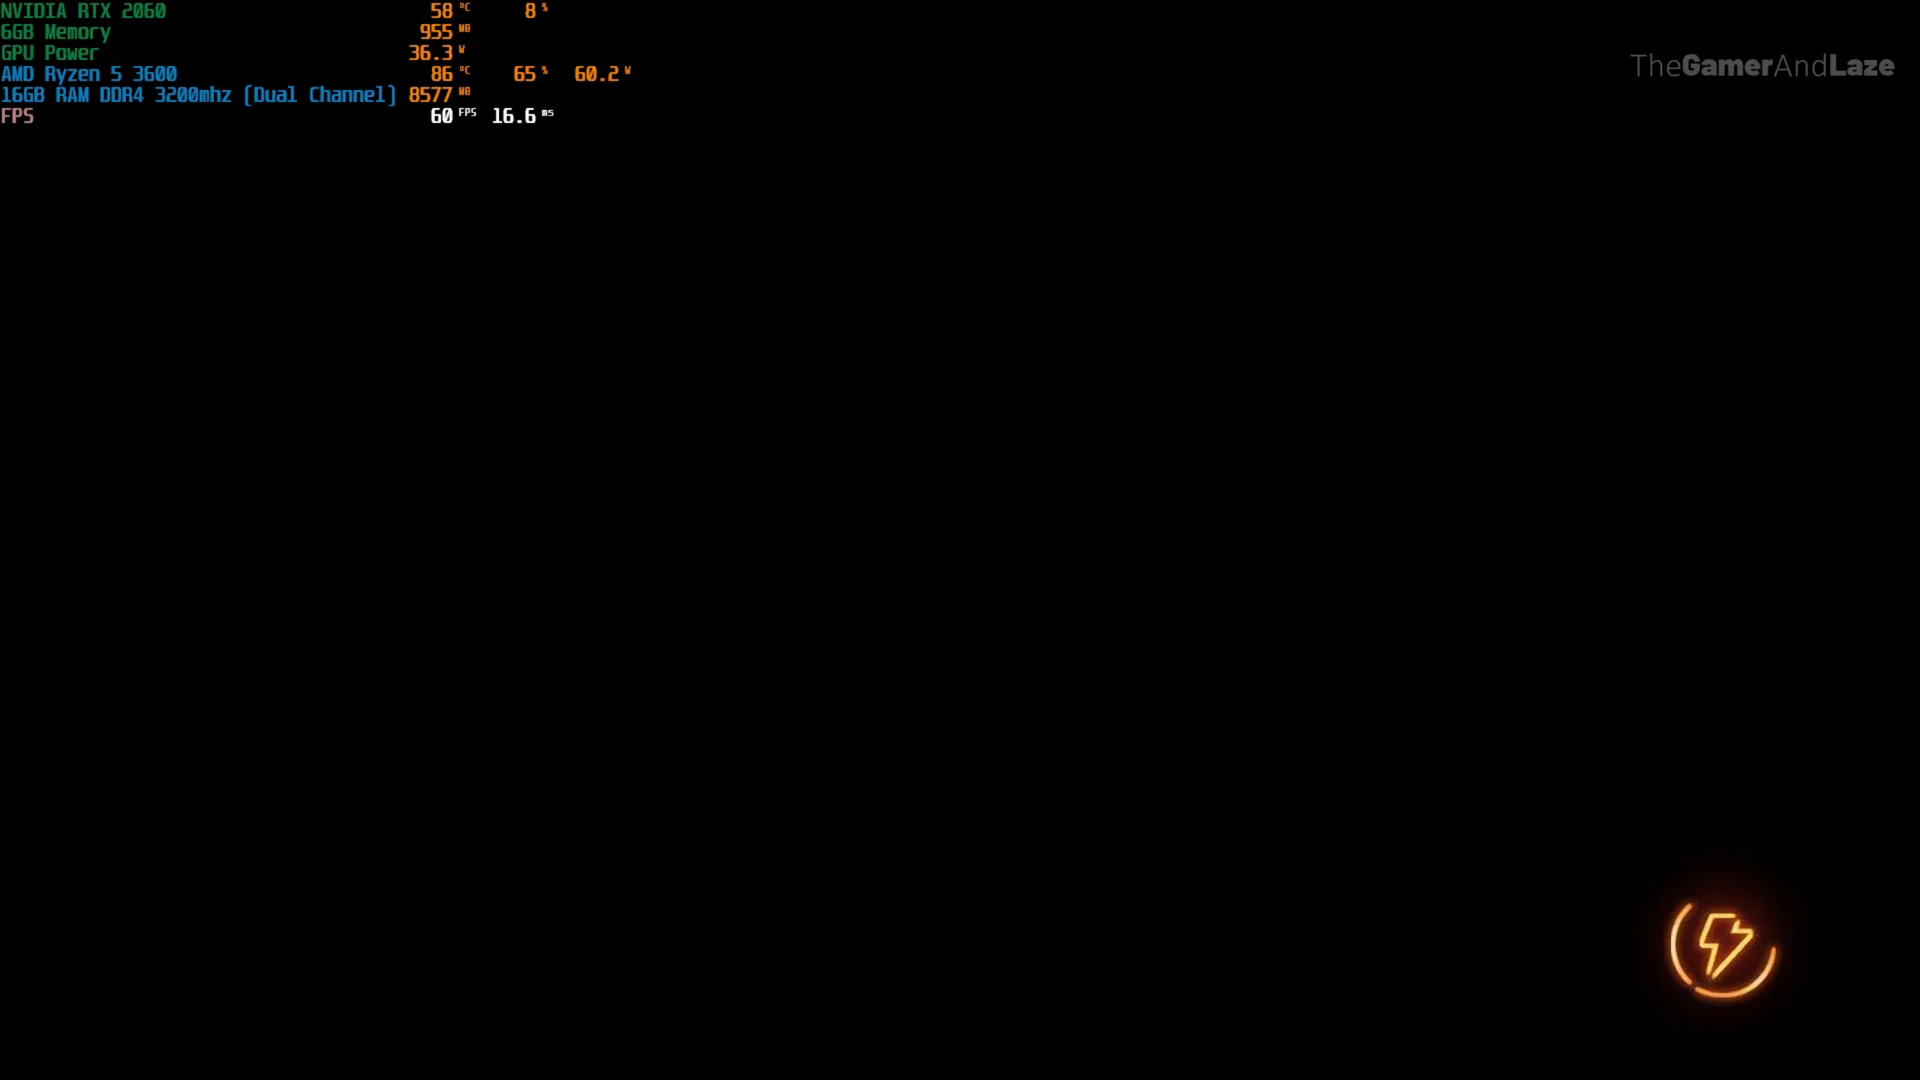 NVIDIA RTX 2060 58 °C 8 %
6GB Memory 955 MB
GPU Power 36.3 W
AMD Ryzen 5 3600 86 °C 65 % 60.2 W
16GB RAM DDR4 3200mhz (Dual Channel) 8577 MB
FPS 60 FPS 16.6 ms
TheGamerAndLaze